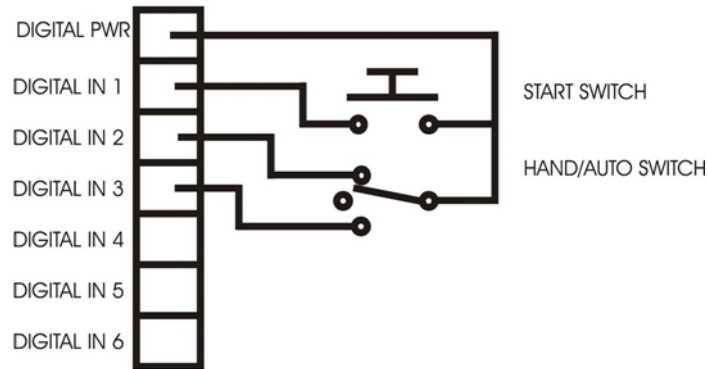 DIGITAL PWR
DIGITAL IN 1
DIGITAL IN 2
DIGITAL IN 3
DIGITAL IN 4
DIGITAL IN 5
DIGITAL IN 6
START SWITCH
HAND/AUTO SWITCH